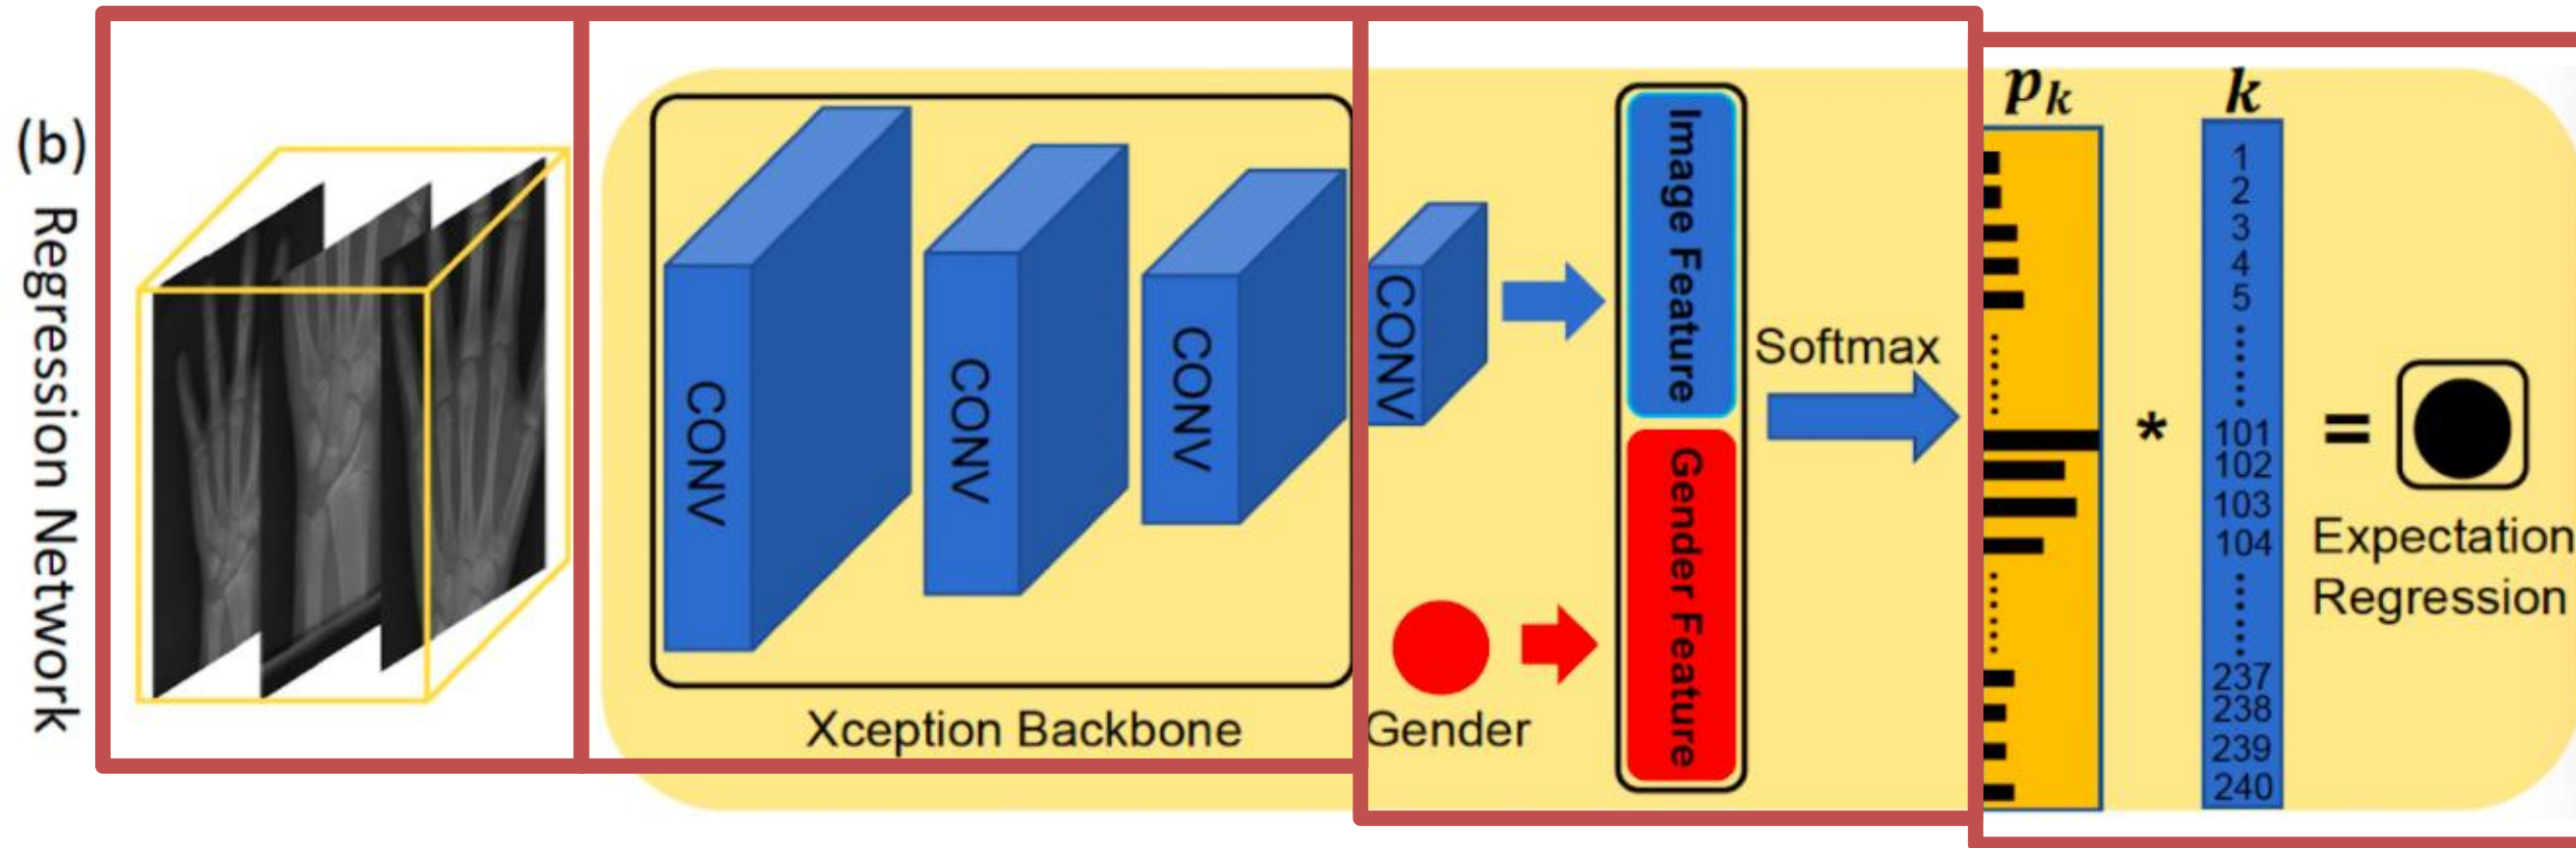 (b) Regression Network
CONV
CONV
CONV
Xception Backbone
CONV
Gender
Image Feature
Gender Feature
Softmax
pk
k
1
2
3
4
5
101
102
103
104
237
238
239
240
*
=
Expectation
Regression